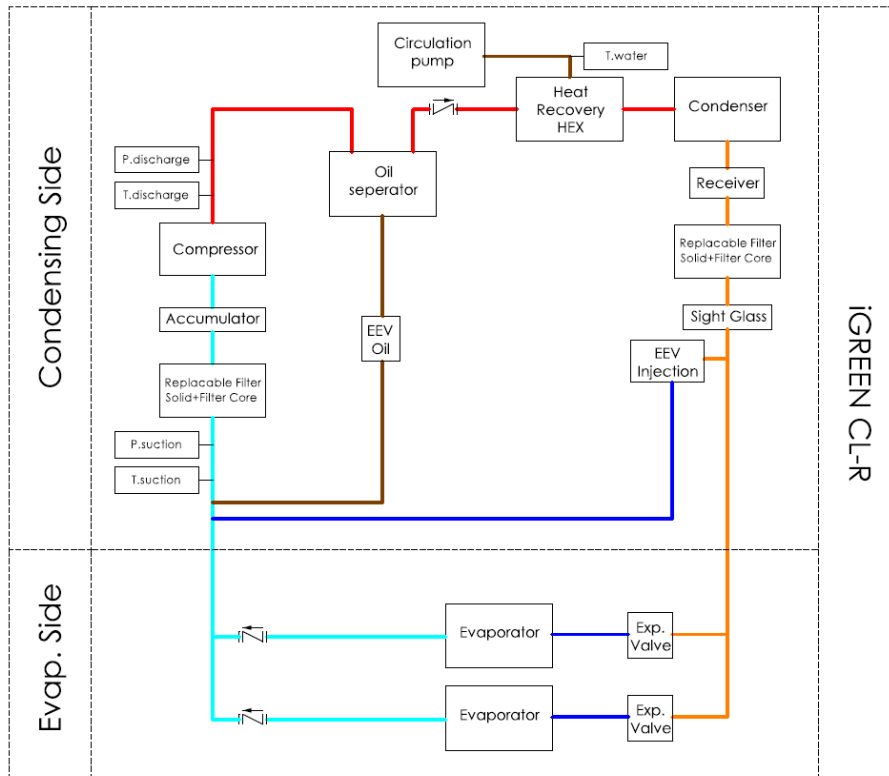 Condensing Side
Circulation
pump
T.water
Heat
Recovery
HEX
Condenser
P.discharge
T.discharge
Oil
seperator
Receiver
Compressor
Replacable Filter
Solid+Filter Core
Accumulator
EEV
Oil
Sight Glass
EEV
Injection
Replacable Filter
Solid+Filter Core
P.suction
T.suction
iGREEN CL-R
Evap. Side
Evaporator
Exp.
Valve
Evaporator
Exp.
Valve